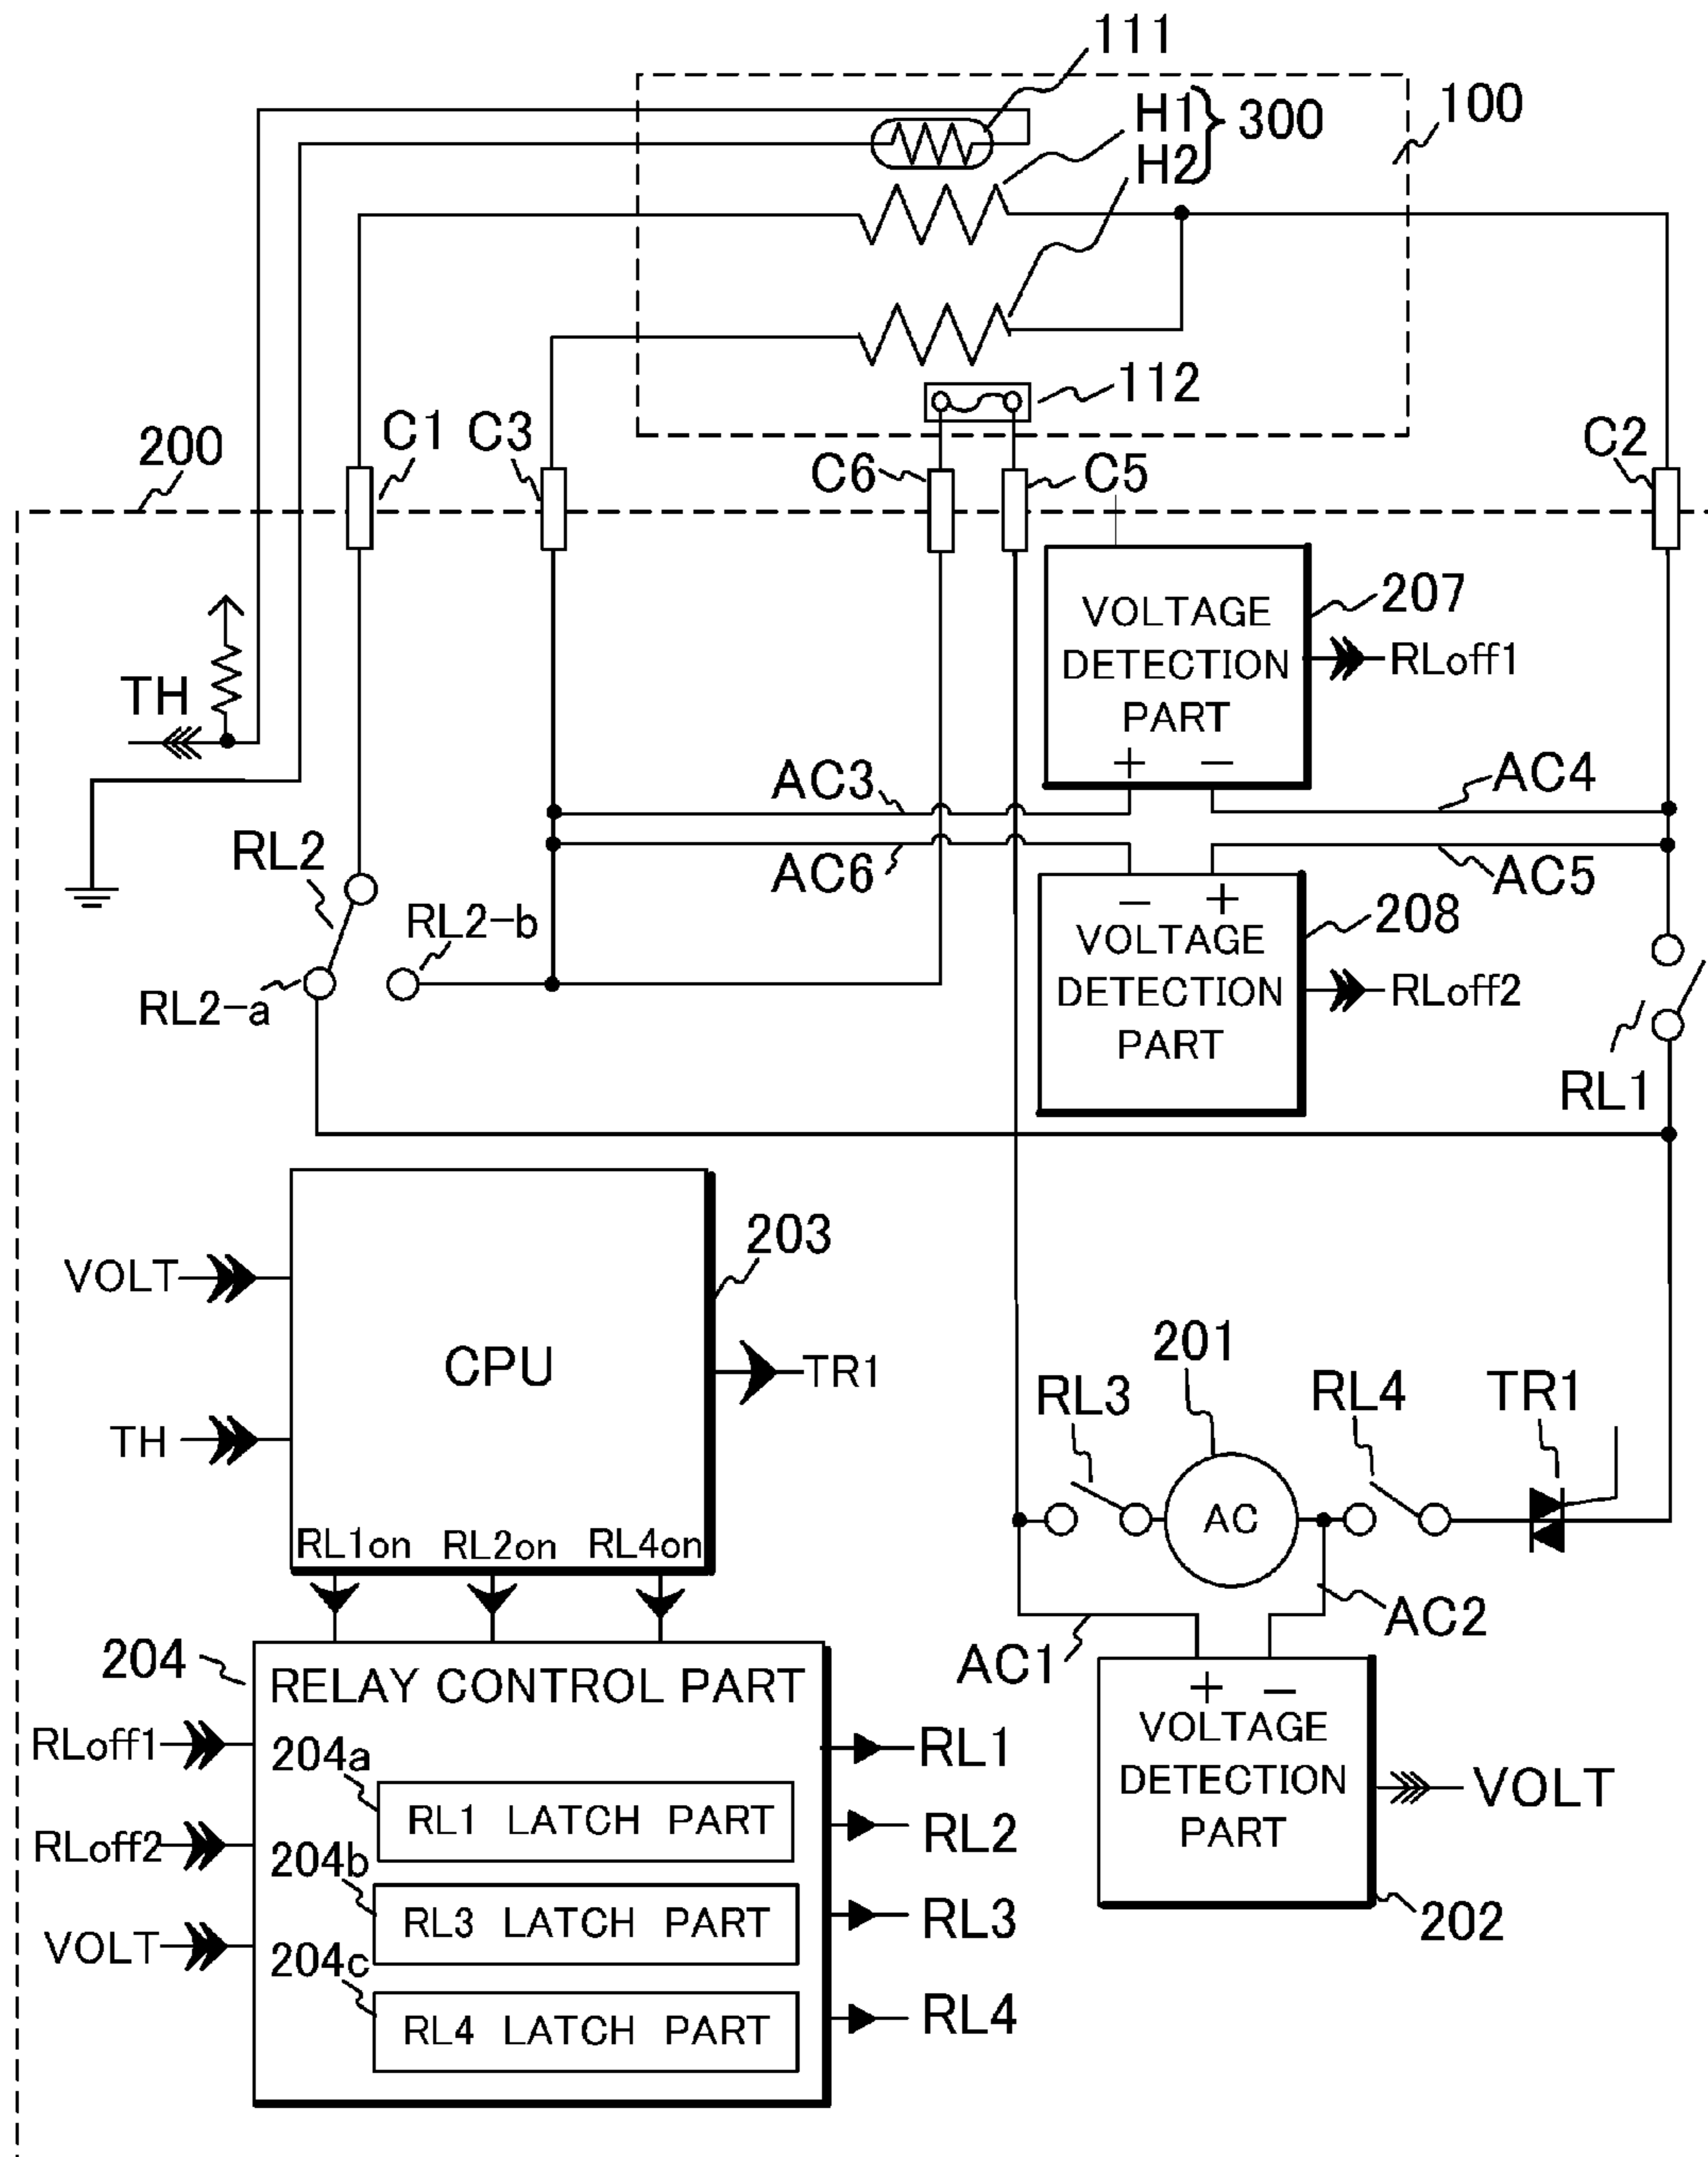 111
H1
H2
300
100
112
200
C1
C3
C6
C5
C2
VOLTAGE
DETECTION
PART
+ −
207
RLoff1
TH
AC3
AC4
AC6
AC5
RL2
RL2-b
RL2-a
− +
VOLTAGE
DETECTION
PART
208
RLoff2
RL1
203
VOLT
CPU
TR1
TH
RL1on RL2on RL4on
201
RL3
RL4
TR1
AC
AC1
AC2
204
RELAY CONTROL PART
RLoff1
204a
RL1 LATCH PART
RL1
RLoff2
204b
RL3 LATCH PART
RL2
VOLT
204c
RL4 LATCH PART
RL3
RL4
+ −
VOLTAGE
DETECTION
PART
VOLT
202